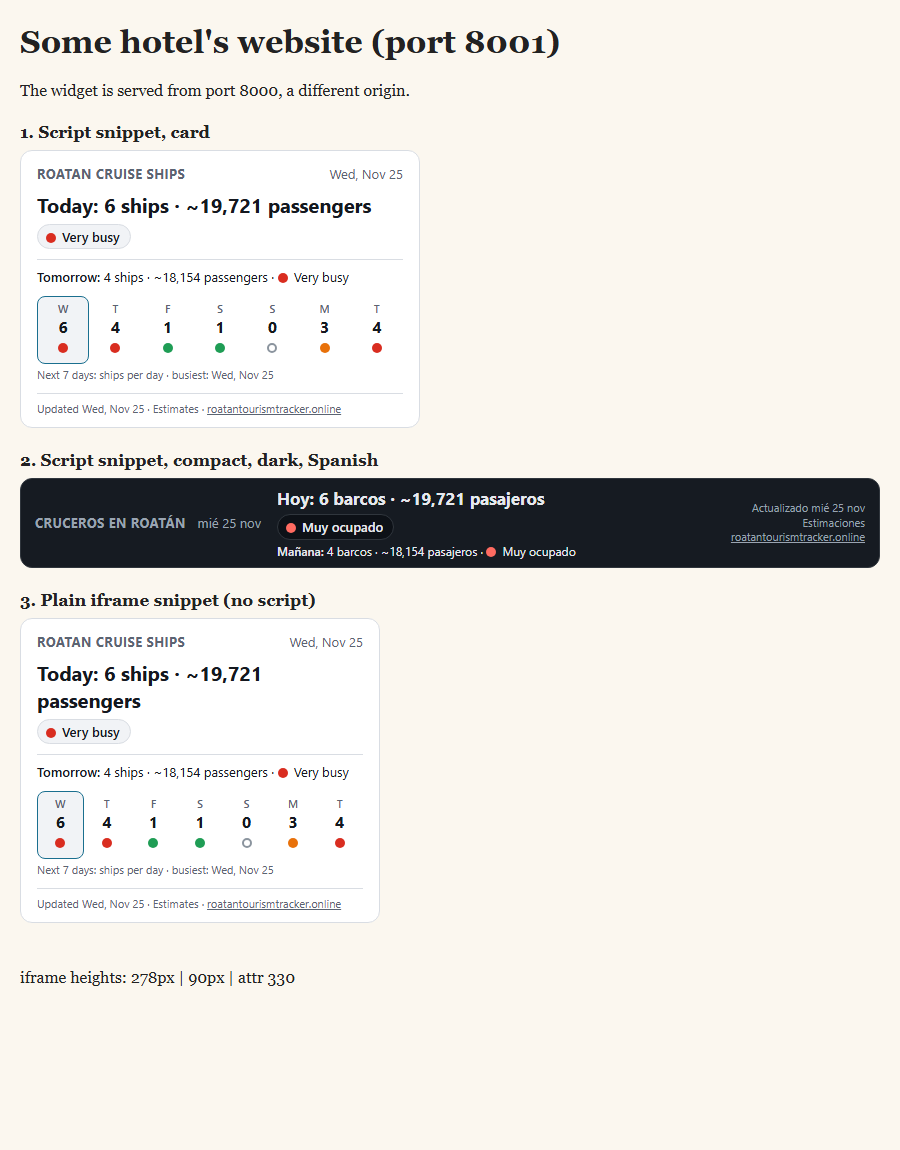 Some hotel's website (port 8001)
The widget is served from port 8000, a different origin.
1. Script snippet, card
ROATAN CRUISE SHIPS Wed, Nov 25
Today: 6 ships · ~19,721 passengers
Very busy
Tomorrow: 4 ships · ~18,154 passengers · Very busy
W T F S S M T
6 4 1 1 0 3 4
Next 7 days: ships per day · busiest: Wed, Nov 25
Updated Wed, Nov 25 · Estimates · roatantourismtracker.online
2. Script snippet, compact, dark, Spanish
CRUCEROS EN ROATÁN mié 25 nov
Hoy: 6 barcos · ~19,721 pasajeros
Muy ocupado
Mañana: 4 barcos · ~18,154 pasajeros · Muy ocupado
Actualizado mié 25 nov
Estimaciones
roatantourismtracker.online
3. Plain iframe snippet (no script)
ROATAN CRUISE SHIPS Wed, Nov 25
Today: 6 ships · ~19,721
passengers
Very busy
Tomorrow: 4 ships · ~18,154 passengers · Very busy
W T F S S M T
6 4 1 1 0 3 4
Next 7 days: ships per day · busiest: Wed, Nov 25
Updated Wed, Nov 25 · Estimates · roatantourismtracker.online
iframe heights: 278px | 90px | attr 330